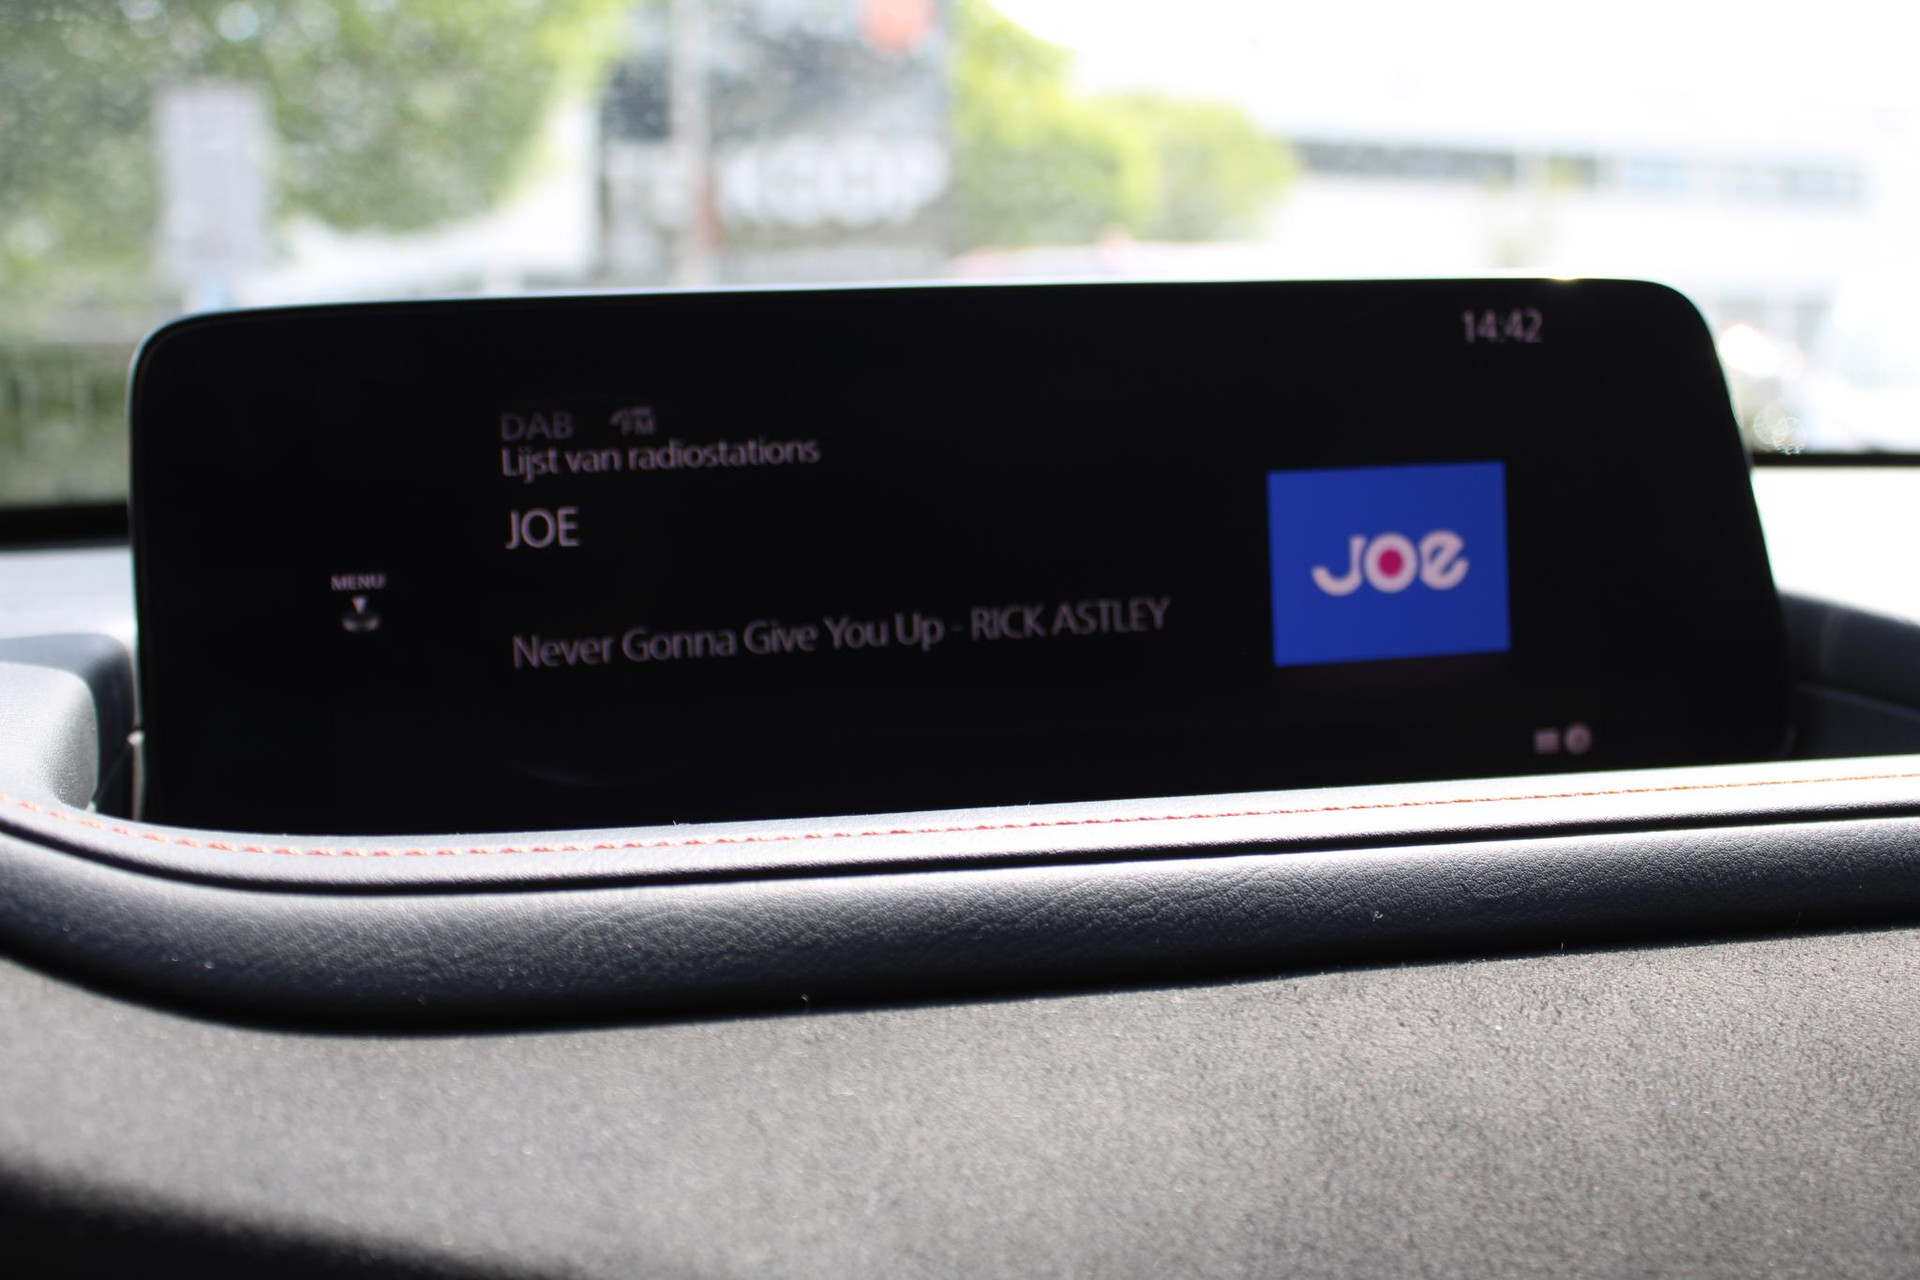 14:42
DAB FM
Lijst van radiostations
JOE
JOe
MENU
Never Gonna Give You Up - RICK ASTLEY